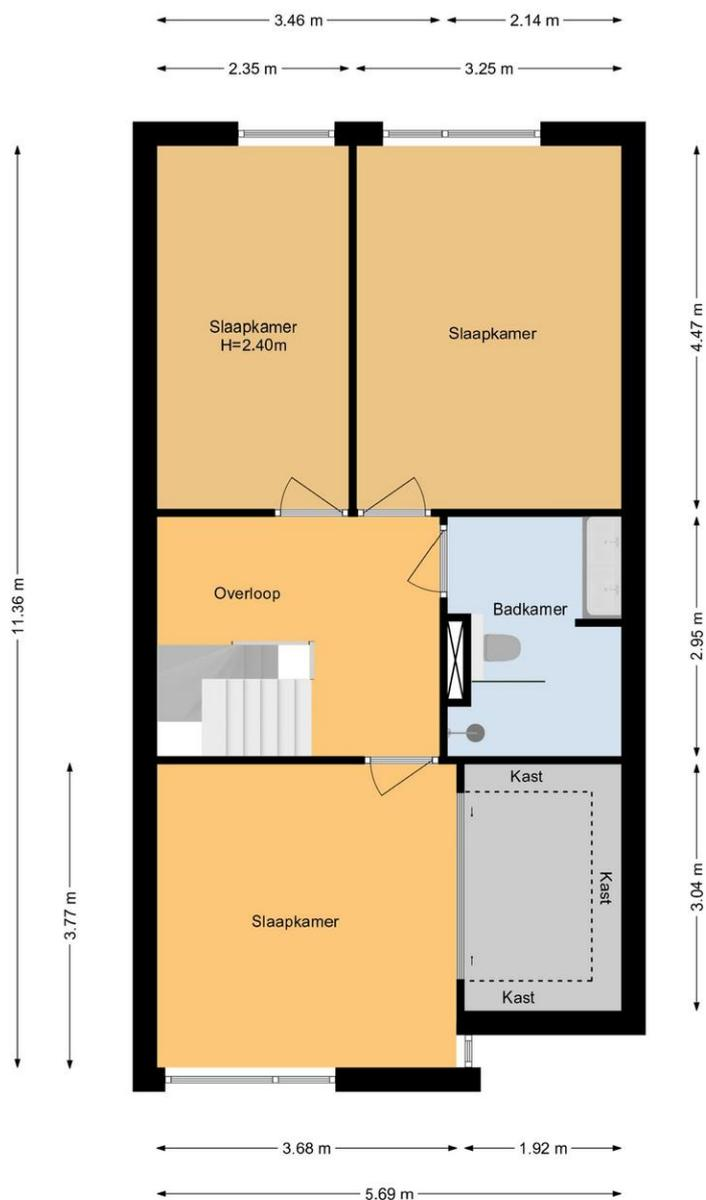 3.46 m
2.14 m
2.35 m
3.25 m
Slaapkamer
H=2.40m
Slaapkamer
4.47 m
11.36 m
Overloop
Badkamer
2.95 m
Kast
Kast
3.04 m
3.77 m
Slaapkamer
Kast
3.68 m
1.92 m
5.69 m